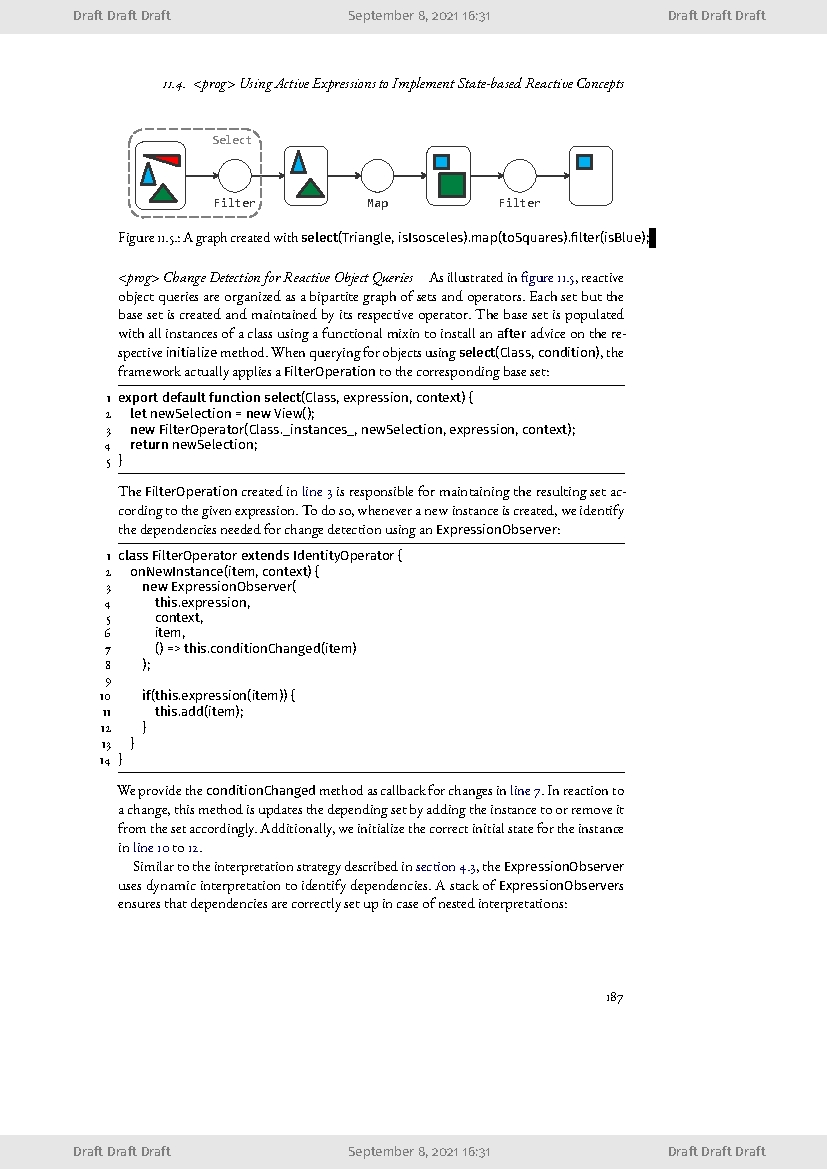 Draft Draft Draft September 8, 2021 16:31 Draft Draft Draft
11.4. <prog> Using Active Expressions to Implement State-based Reactive Concepts
Select
Filter Map Filter
Figure 11.5.: A graph created with select(Triangle, isIsosceles).map(toSquares).filter(isBlue);
<prog> Change Detection for Reactive Object Queries As illustrated in figure 11.5, reactive
object queries are organized as a bipartite graph of sets and operators. Each set but the
base set is created and maintained by its respective operator. The base set is populated
with all instances of a class using a functional mixin to install an after advice on the re-
spective initialize method. When querying for objects using select(Class, condition), the
framework actually applies a FilterOperation to the corresponding base set:
1 export default function select(Class, expression, context) {
2 let newSelection = new View();
3 new FilterOperator(Class._instances_, newSelection, expression, context);
4 return newSelection;
5 }
The FilterOperation created in line 3 is responsible for maintaining the resulting set ac-
cording to the given expression. To do so, whenever a new instance is created, we identify
the dependencies needed for change detection using an ExpressionObserver:
1 class FilterOperator extends IdentityOperator {
2 onNewInstance(item, context) {
3 new ExpressionObserver(
4 this.expression,
5 context,
6 item,
7 () => this.conditionChanged(item)
8 );
9
10 if(this.expression(item)) {
11 this.add(item);
12 }
13 }
14 }
We provide the conditionChanged method as callback for changes in line 7. In reaction to
a change, this method is updates the depending set by adding the instance to or remove it
from the set accordingly. Additionally, we initialize the correct initial state for the instance
in line 10 to 12.
Similar to the interpretation strategy described in section 4.3, the ExpressionObserver
uses dynamic interpretation to identify dependencies. A stack of ExpressionObservers
ensures that dependencies are correctly set up in case of nested interpretations:
187
Draft Draft Draft September 8, 2021 16:31 Draft Draft Draft